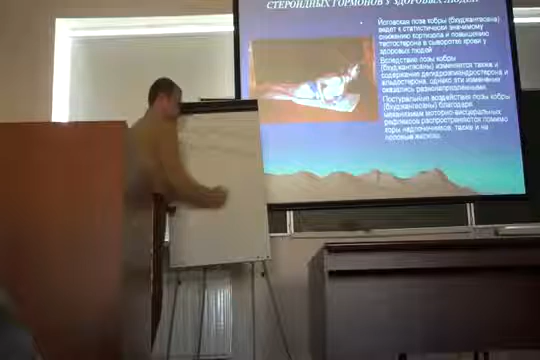 СТЕРОИДНЫХ ГОРМОНОВ У ЗДОРОВЫХ ЛЮДЕЙ
Йоговская поза кобры
(бхуджангасана)
ведет к статистически значимому
снижению кортизола и повышению
тестостерона в сыворотке крови у
здоровых людей
Вследствие позы кобры
(бхуджангасаны) изменяется также и
содержание дегидроэпиандростерона и
альдостерона, однако эти изменения
оказались разнонаправленными.
Постуральные воздействия позы кобры
(бхуджангасаны) благодаря
механизмам моторно-висцеральных
рефлексов распространяются помимо
коры надпочечников, также и на
половые железы.